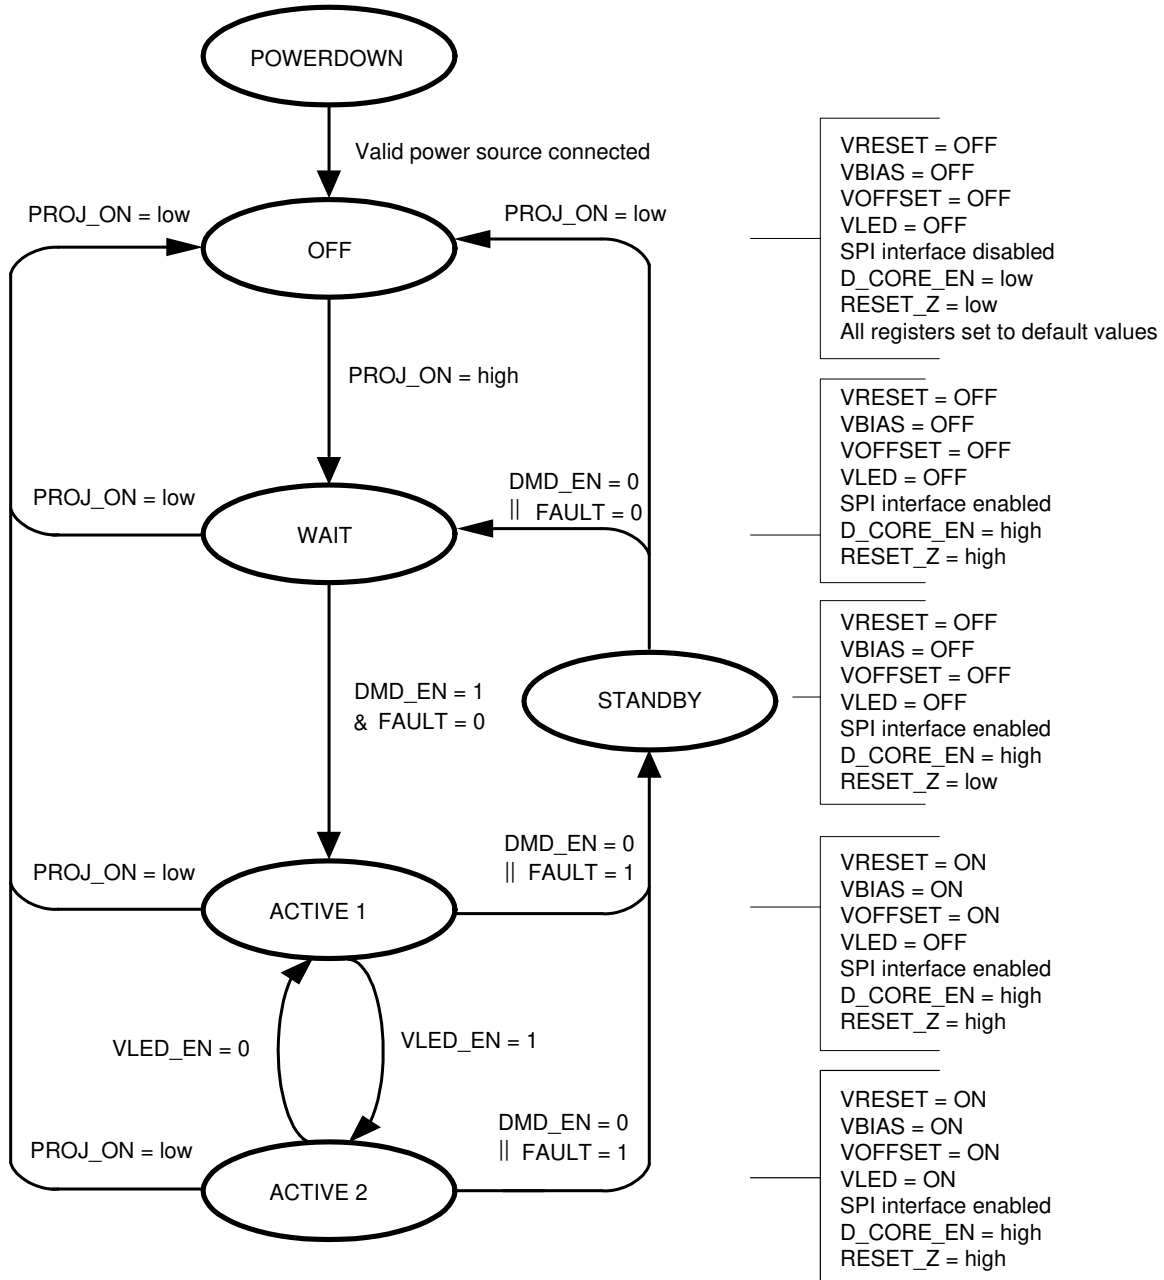 POWERDOWN
Valid power source connected
PROJ_ON = low
PROJ_ON = low
OFF
VRESET = OFF
VBIAS = OFF
VOFFSET = OFF
VLED = OFF
SPI interface disabled
D_CORE_EN = low
RESET_Z = low
All registers set to default values
PROJ_ON = high
PROJ_ON = low
DMD_EN = 0
|| FAULT = 0
WAIT
VRESET = OFF
VBIAS = OFF
VOFFSET = OFF
VLED = OFF
SPI interface enabled
D_CORE_EN = high
RESET_Z = high
DMD_EN = 1
& FAULT = 0
STANDBY
VRESET = OFF
VBIAS = OFF
VOFFSET = OFF
VLED = OFF
SPI interface enabled
D_CORE_EN = high
RESET_Z = low
PROJ_ON = low
DMD_EN = 0
|| FAULT = 1
ACTIVE 1
VRESET = ON
VBIAS = ON
VOFFSET = ON
VLED = OFF
SPI interface enabled
D_CORE_EN = high
RESET_Z = high
VLED_EN = 0
VLED_EN = 1
PROJ_ON = low
DMD_EN = 0
|| FAULT = 1
ACTIVE 2
VRESET = ON
VBIAS = ON
VOFFSET = ON
VLED = ON
SPI interface enabled
D_CORE_EN = high
RESET_Z = high